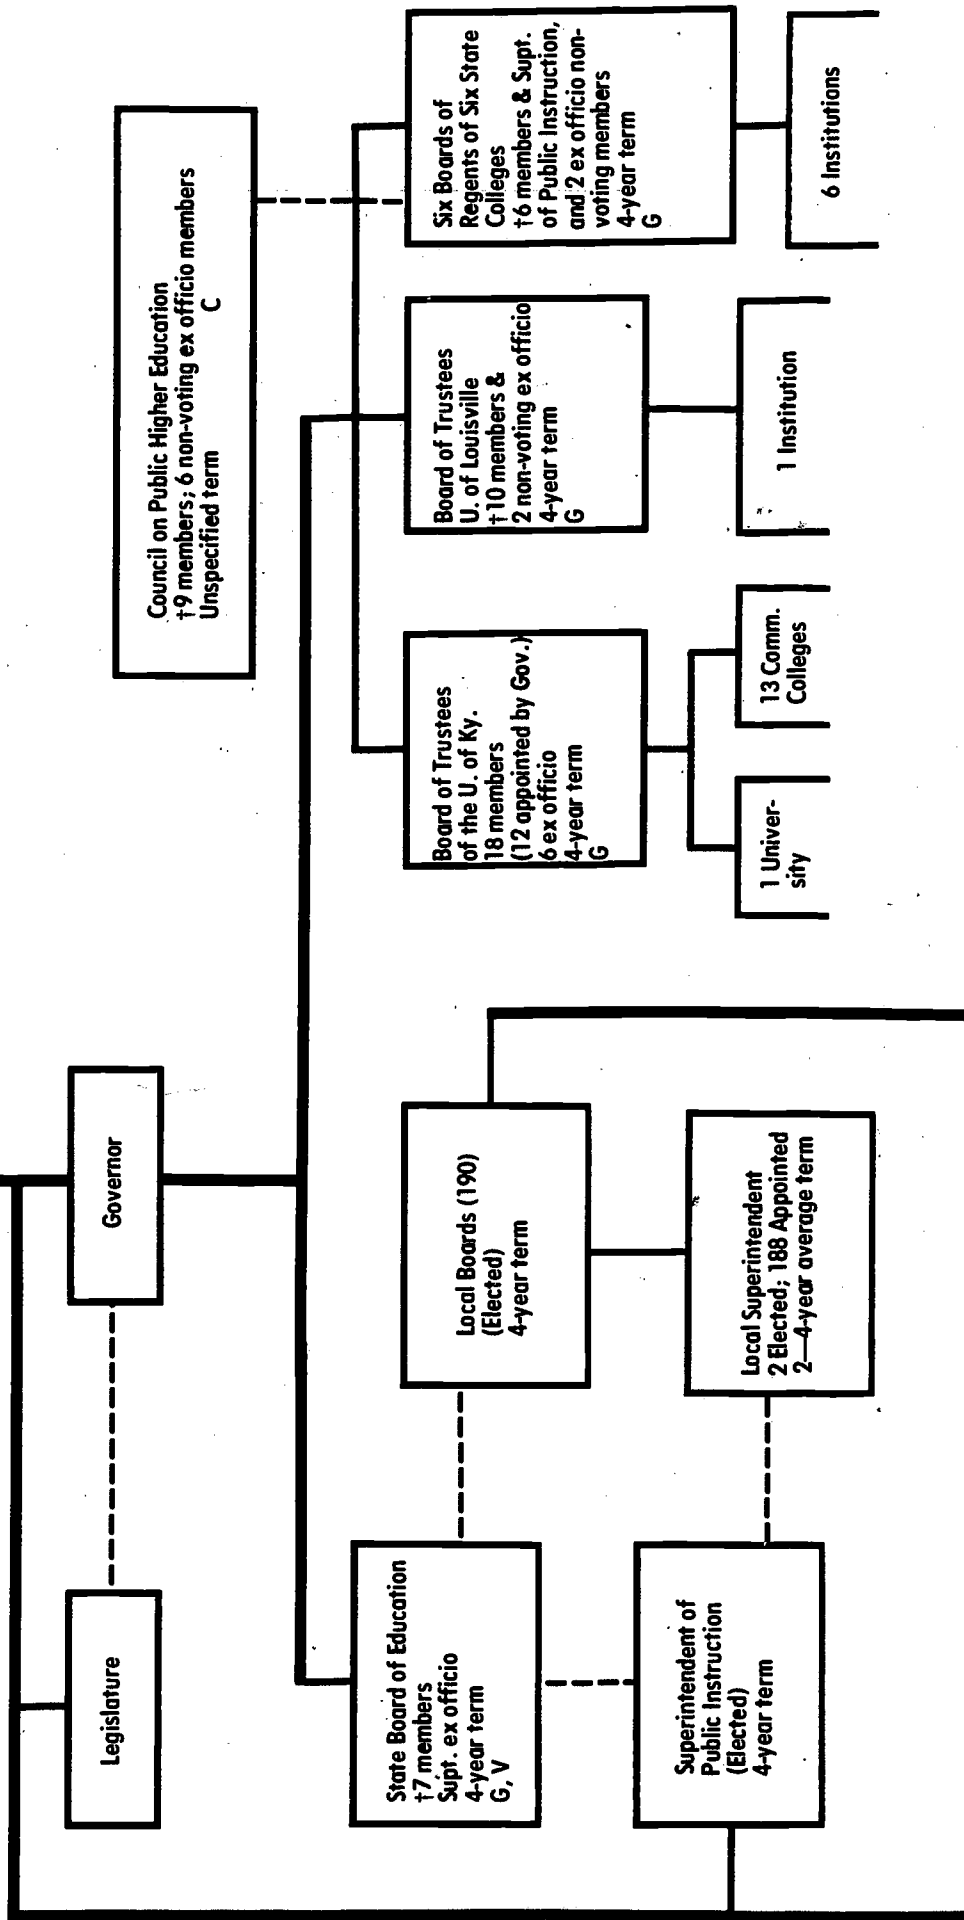 Legislature
Governor
Council on Public Higher Education
†9 members; 6 non-voting ex officio members
Unspecified term C
State Board of Education
†7 members
Supt. ex officio
4-year term
G, V
Local Boards (190)
(Elected)
4-year term
Board of Trustees
of the U. of Ky.
18 members
(12 appointed by Gov.)
6 ex officio
4-year term
G
Board of Trustees
U. of Louisville
†10 members &
2 non-voting ex officio
4-year term
G
Six Boards of
Regents of Six State
Colleges
†6 members & Supt.
of Public Instruction,
and 2 ex officio non-
voting members
4-year term
G
Superintendent of
Public Instruction
(Elected)
4-year term
Local Superintendent
2 Elected; 188 Appointed
2—4-year average term
1 Univer-
sity
13 Comm.
Colleges
1 Institution
6 Institutions